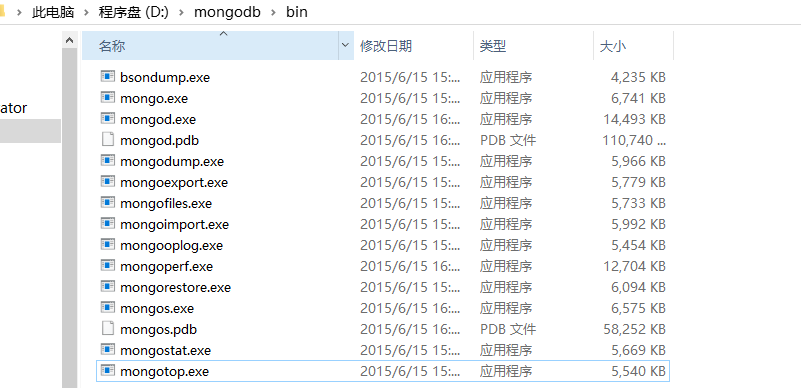 此电脑 > 程序盘 (D:) > mongodb > bin
名称 修改日期 类型 大小
bsondump.exe 2015/6/15 15:... 应用程序 4,235 KB
ator mongo.exe 2015/6/15 15:... 应用程序 6,741 KB
mongod.exe 2015/6/15 16:... 应用程序 14,493 KB
mongod.pdb 2015/6/15 16:... PDB 文件 110,740 ...
mongodump.exe 2015/6/15 15:... 应用程序 5,966 KB
mongoexport.exe 2015/6/15 15:... 应用程序 5,779 KB
mongofiles.exe 2015/6/15 15:... 应用程序 5,733 KB
mongoimport.exe 2015/6/15 15:... 应用程序 5,992 KB
mongooplog.exe 2015/6/15 15:... 应用程序 5,454 KB
mongoperf.exe 2015/6/15 16:... 应用程序 12,704 KB
mongorestore.exe 2015/6/15 15:... 应用程序 6,094 KB
mongos.exe 2015/6/15 16:... 应用程序 6,575 KB
mongos.pdb 2015/6/15 16:... PDB 文件 58,252 KB
mongostat.exe 2015/6/15 15:... 应用程序 5,669 KB
mongotop.exe 2015/6/15 15:... 应用程序 5,540 KB